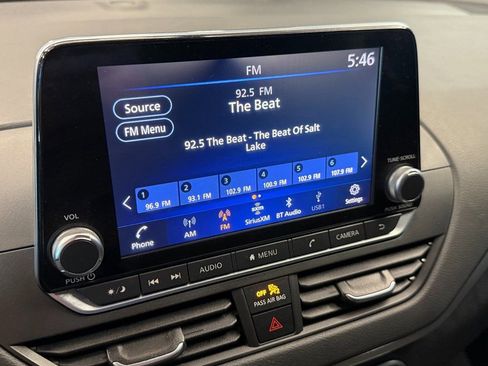 FM
5:46
92.5 FM
The Beat
Source
FM Menu
92.5 The Beat - The Beat Of Salt
Lake
1 2 3 4 5 6
96.9 FM 93.1 FM 102.9 FM 100.9 FM 102.9 FM 107.9 FM
Phone AM FM SiriusXM BT Audio USB1 Settings
VOL
TUNE·SCROLL
PUSH
AUDIO MENU CAMERA
OFF
PASS AIR BAG